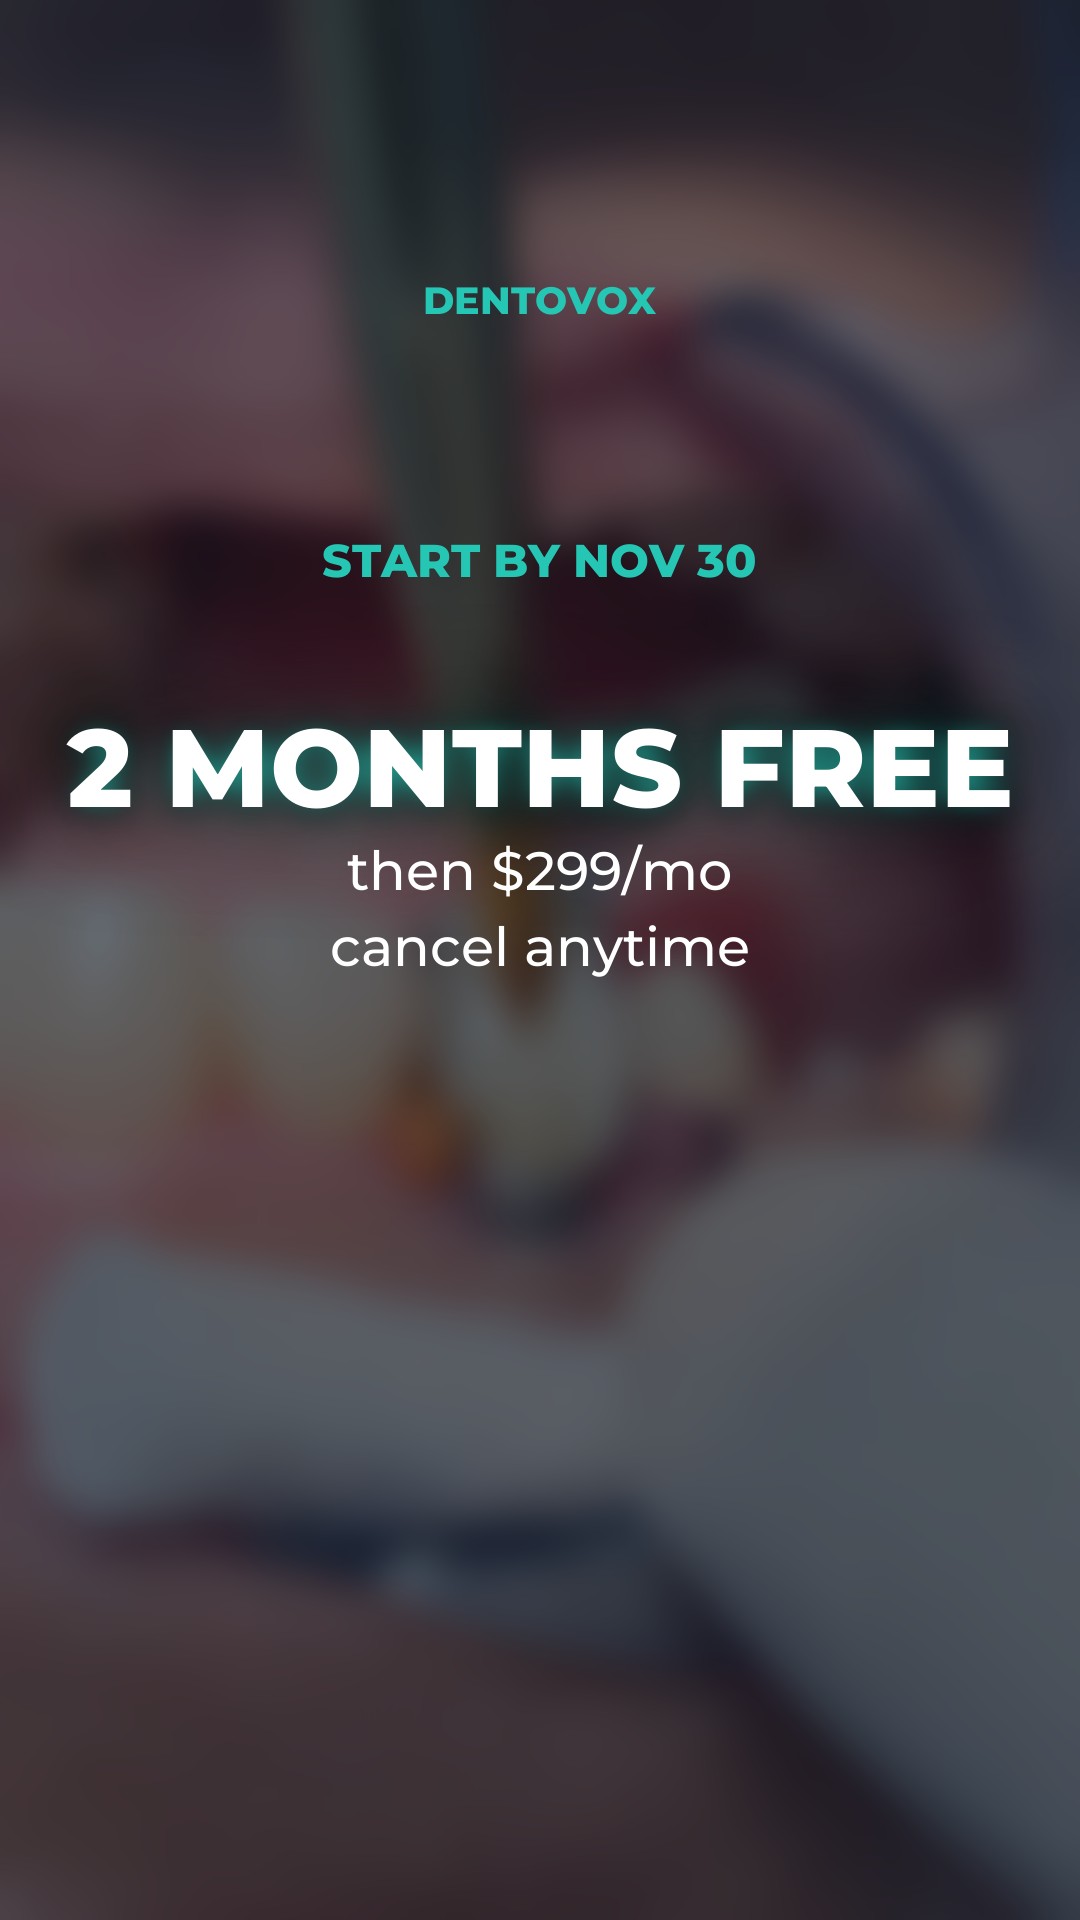 DENTOVOX
START BY NOV 30
2 MONTHS FREE
then $299/mo
cancel anytime